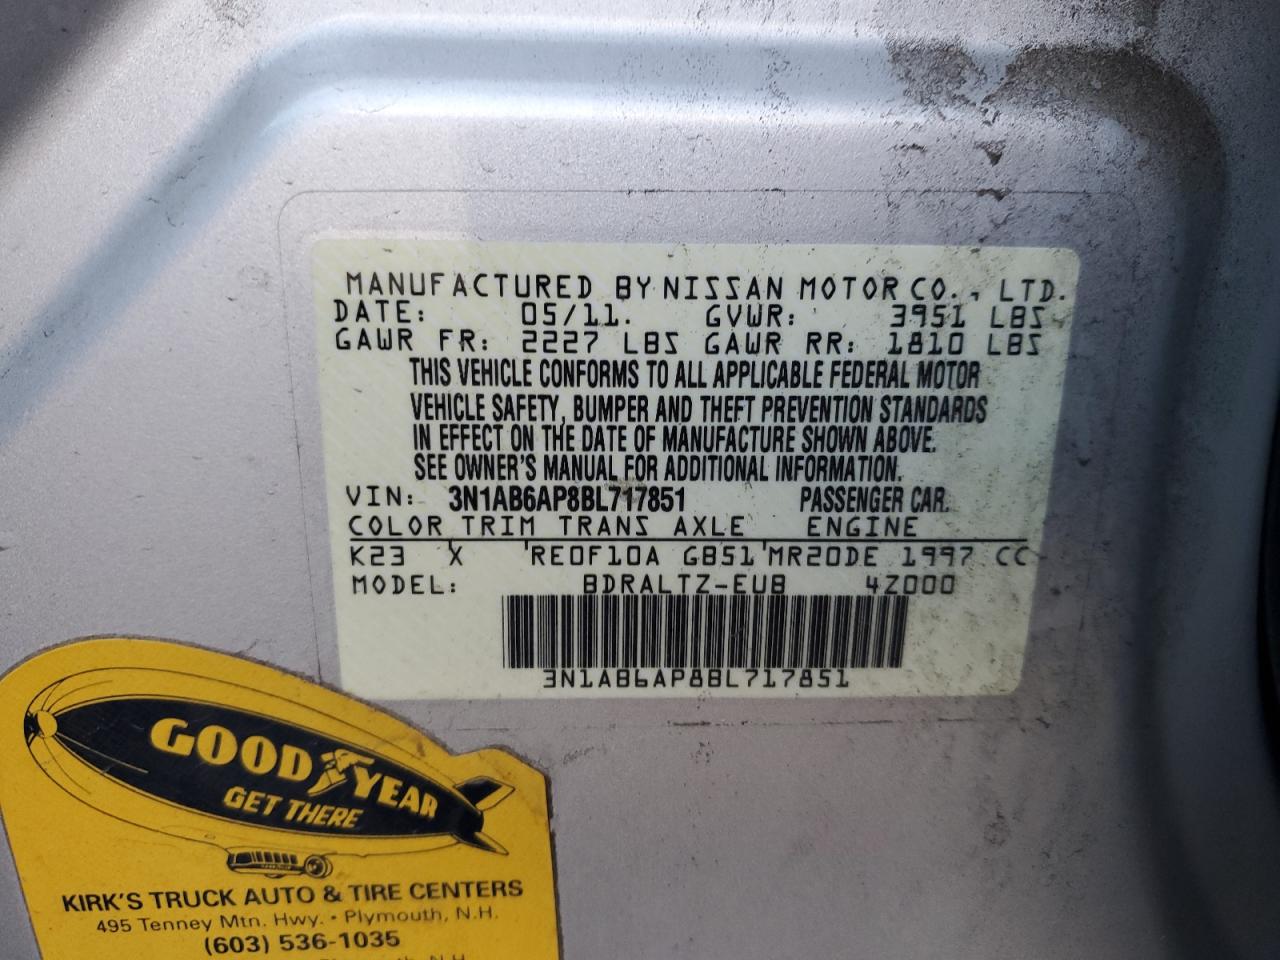 MANUFACTURED BY NISSAN MOTOR CO., LTD.
DATE: 05/11. GVWR: 3951 LBS
GAWR FR: 2227 LBS GAWR RR: 1810 LBS
THIS VEHICLE CONFORMS TO ALL APPLICABLE FEDERAL MOTOR
VEHICLE SAFETY, BUMPER AND THEFT PREVENTION STANDARDS
IN EFFECT ON THE DATE OF MANUFACTURE SHOWN ABOVE.
SEE OWNER'S MANUAL FOR ADDITIONAL INFORMATION.
VIN: 3N1AB6AP8BL717851 PASSENGER CAR.
COLOR TRIM TRANS AXLE ENGINE
K23 X RE0F10A GB51 MR20DE 1997 CC
MODEL: BDRALTZ-EUB 4Z000
3N1AB6AP8BL717851
GOOD YEAR
GET THERE
KIRK'S TRUCK AUTO & TIRE CENTERS
495 Tenney Mtn. Hwy. • Plymouth, N.H.
(603) 536-1035
Plymouth, N.H.